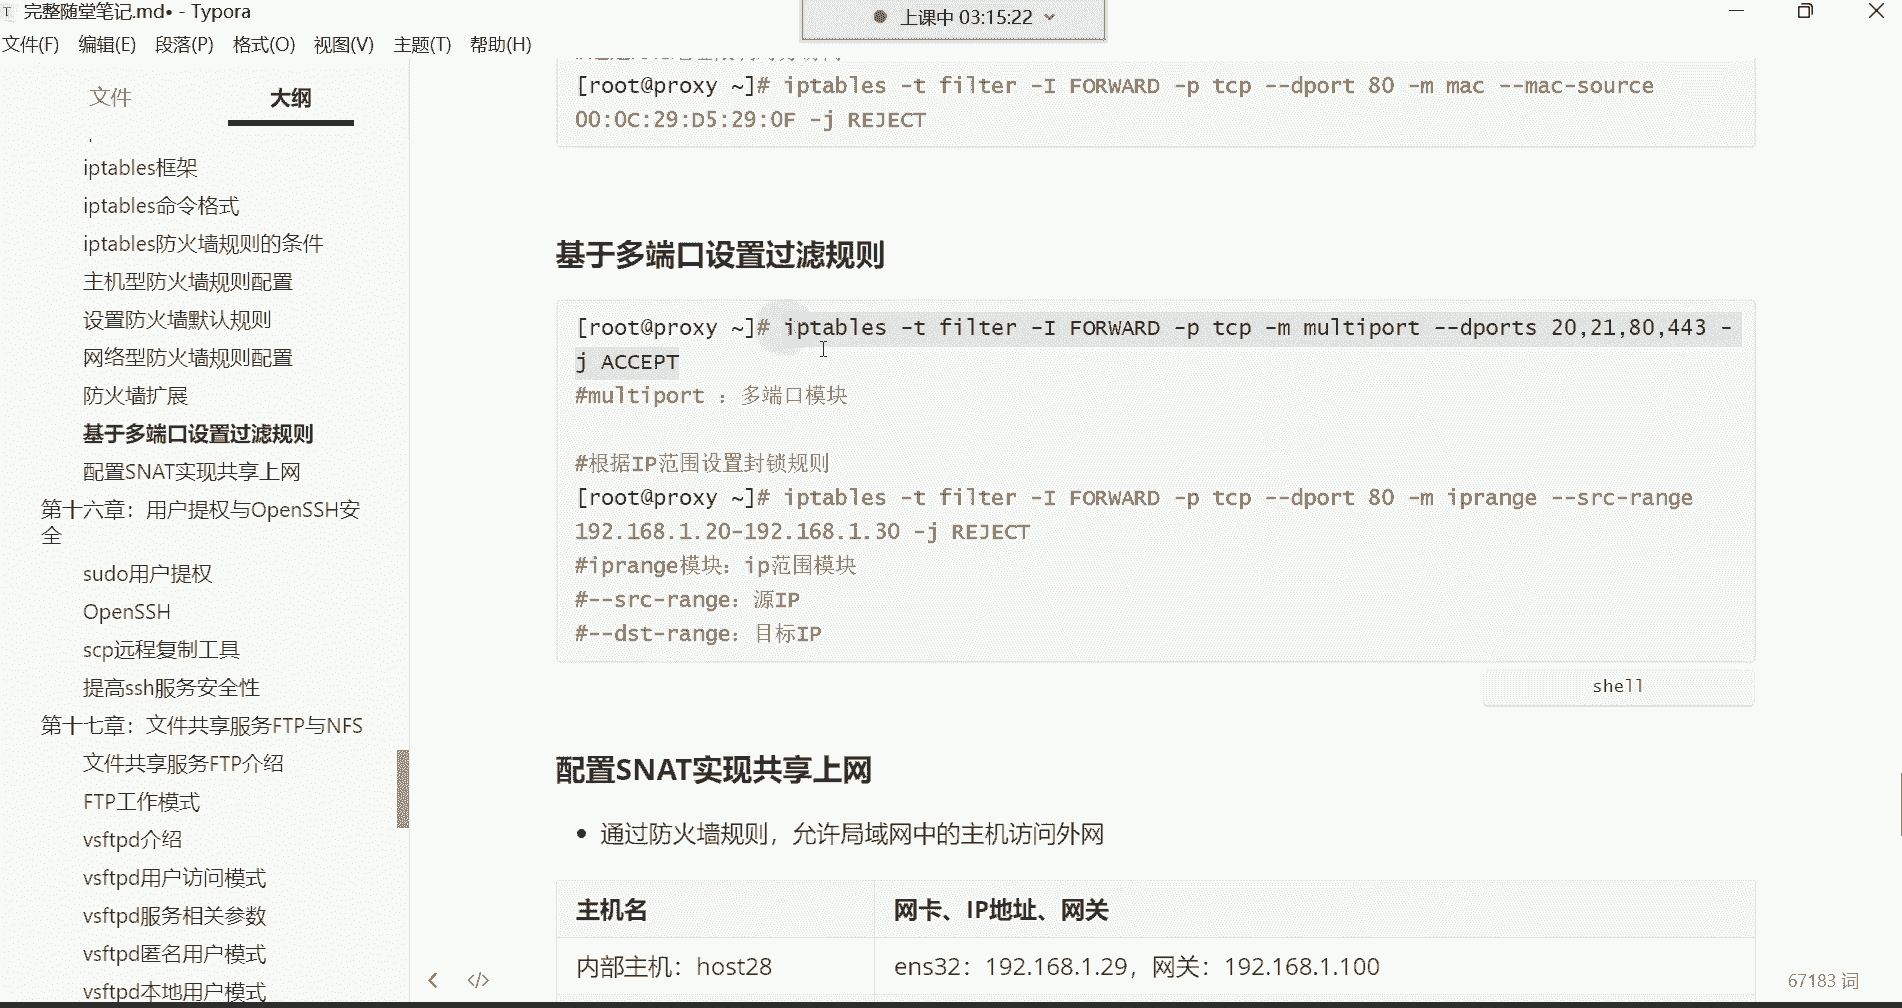 完整随堂笔记.md• - Typora
上课中 03:15:22
文件(F) 编辑(E) 段落(P) 格式(O) 视图(V) 主题(T) 帮助(H)
文件 大纲
iptables框架
iptables命令格式
iptables防火墙规则的条件
主机型防火墙规则配置
设置防火墙默认规则
网络型防火墙规则配置
防火墙扩展
基于多端口设置过滤规则
配置SNAT实现共享上网
第十六章：用户提权与OpenSSH安
全
sudo用户提权
OpenSSH
scp远程复制工具
提高ssh服务安全性
第十七章：文件共享服务FTP与NFS
文件共享服务FTP介绍
FTP工作模式
vsftpd介绍
vsftpd用户访问模式
vsftpd服务相关参数
vsftpd匿名用户模式
vsftpd本地用户模式
[root@proxy ~]# iptables -t filter -I FORWARD -p tcp --dport 80 -m mac --mac-source
00:0C:29:D5:29:0F -j REJECT
基于多端口设置过滤规则
[root@proxy ~]# iptables -t filter -I FORWARD -p tcp -m multiport --dports 20,21,80,443 -
j ACCEPT
#multiport ：多端口模块
#根据IP范围设置封锁规则
[root@proxy ~]# iptables -t filter -I FORWARD -p tcp --dport 80 -m iprange --src-range
192.168.1.20-192.168.1.30 -j REJECT
#iprange模块：ip范围模块
#--src-range：源IP
#--dst-range：目标IP
shell
配置SNAT实现共享上网
• 通过防火墙规则，允许局域网中的主机访问外网
主机名 网卡、IP地址、网关
内部主机：host28 ens32：192.168.1.29，网关：192.168.1.100
67183 词